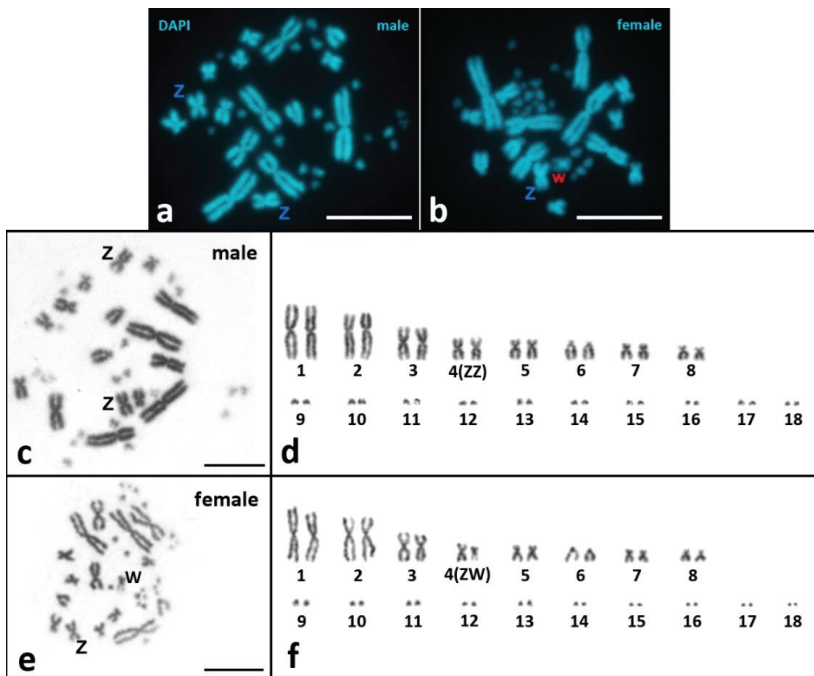 DAPI male
Z
Z
a
female
w
Z
b
Z male
Z
c
1 2 3 4(ZZ) 5 6 7 8
9 10 11 12 13 14 15 16 17 18
d
female
W
Z
e
1 2 3 4(ZW) 5 6 7 8
9 10 11 12 13 14 15 16 17 18
f